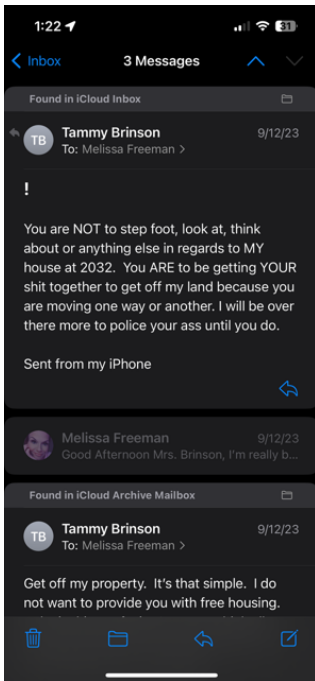 1:22 31
Inbox 3 Messages
Found in iCloud Inbox
TB Tammy Brinson 9/12/23
To: Melissa Freeman >
!
You are NOT to step foot, look at, think
about or anything else in regards to MY
house at 2032. You ARE to be getting YOUR
shit together to get off my land because you
are moving one way or another. I will be over
there more to police your ass until you do.
Sent from my iPhone
Melissa Freeman 9/12/23
Good Afternoon Mrs. Brinson, I'm really b...
Found in iCloud Archive Mailbox
TB Tammy Brinson 9/12/23
To: Melissa Freeman >
Get off my property. It's that simple. I do
not want to provide you with free housing.